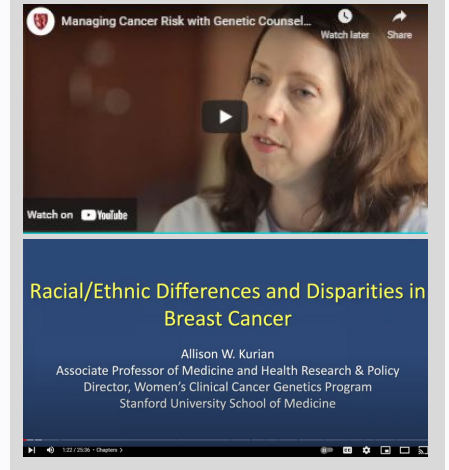 Managing Cancer Risk with Genetic Counsel...
Watch later
Share
Watch on YouTube
Racial/Ethnic Differences and Disparities in
Breast Cancer
Allison W. Kurian
Associate Professor of Medicine and Health Research & Policy
Director, Women's Clinical Cancer Genetics Program
Stanford University School of Medicine
1:22 / 25:36 • Chapters >
CC